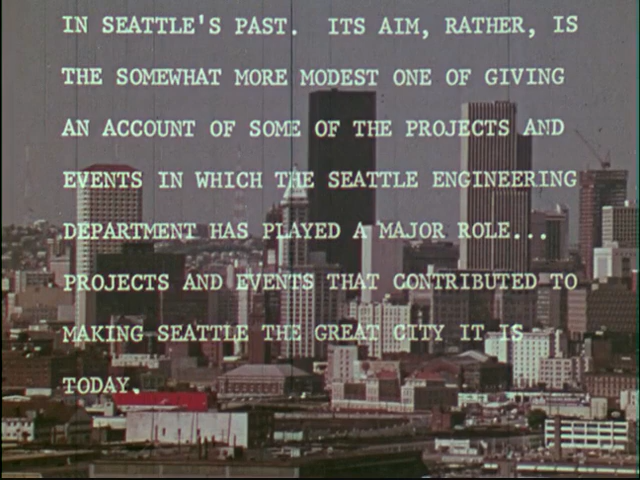 IN SEATTLE'S PAST. ITS AIM, RATHER, IS
THE SOMEWHAT MORE MODEST ONE OF GIVING
AN ACCOUNT OF SOME OF THE PROJECTS AND
EVENTS IN WHICH THE SEATTLE ENGINEERING
DEPARTMENT HAS PLAYED A MAJOR ROLE...
PROJECTS AND EVENTS THAT CONTRIBUTED TO
MAKING SEATTLE THE GREAT CITY IT IS
TODAY.